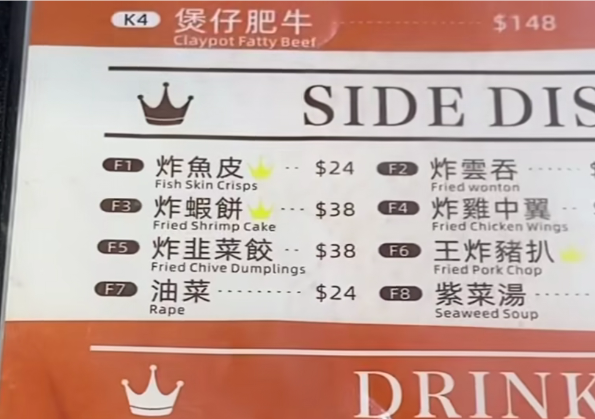 K4 煲仔肥牛 $148
Claypot Fatty Beef
SIDE DIS
F1 炸魚皮 $24 F2 炸雲吞
Fish Skin Crisps Fried wonton
F3 炸蝦餅 $38 F4 炸雞中翼
Fried Shrimp Cake Fried Chicken Wings
F5 炸韭菜餃 $38 F6 王炸豬扒
Fried Chive Dumplings Fried Pork Chop
F7 油菜 $24 F8 紫菜湯
Rape Seaweed Soup
DRINK